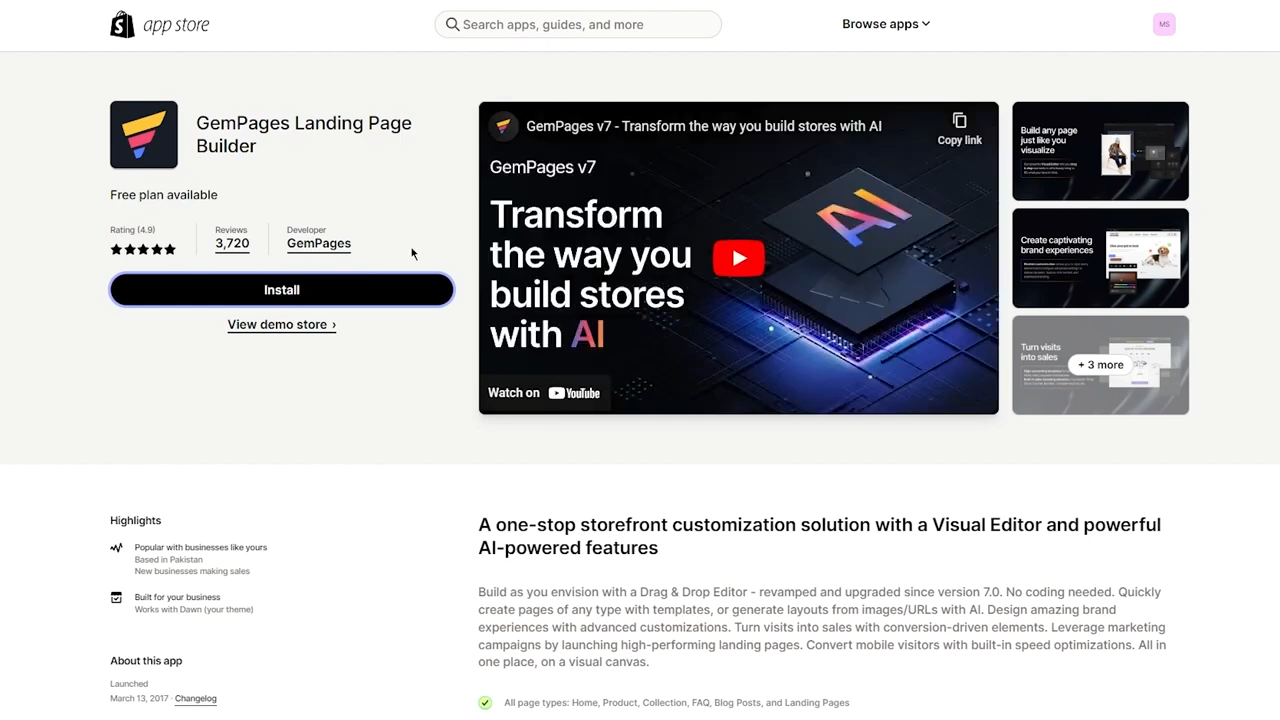 app store
Search apps, guides, and more
Browse apps
MS
GemPages Landing Page
Builder
Free plan available
Rating (4.9)
Reviews
3,720
Developer
GemPages
Install
View demo store ›
GemPages v7 - Transform the way you build stores with AI
Copy link
GemPages v7
Transform
the way you
build stores
with AI
AI
Watch on YouTube
Build any page
just like you
visualize
Create captivating
brand experiences
Turn visits
into sales
+ 3 more
Highlights
Popular with businesses like yours
Based in Pakistan
New businesses making sales
Built for your business
Works with Dawn (your theme)
About this app
Launched
March 13, 2017 · Changelog
A one-stop storefront customization solution with a Visual Editor and powerful
AI-powered features
Build as you envision with a Drag & Drop Editor - revamped and upgraded since version 7.0. No coding needed. Quickly
create pages of any type with templates, or generate layouts from images/URLs with AI. Design amazing brand
experiences with advanced customizations. Turn visits into sales with conversion-driven elements. Leverage marketing
campaigns by launching high-performing landing pages. Convert mobile visitors with built-in speed optimizations. All in
one place, on a visual canvas.
All page types: Home, Product, Collection, FAQ, Blog Posts, and Landing Pages